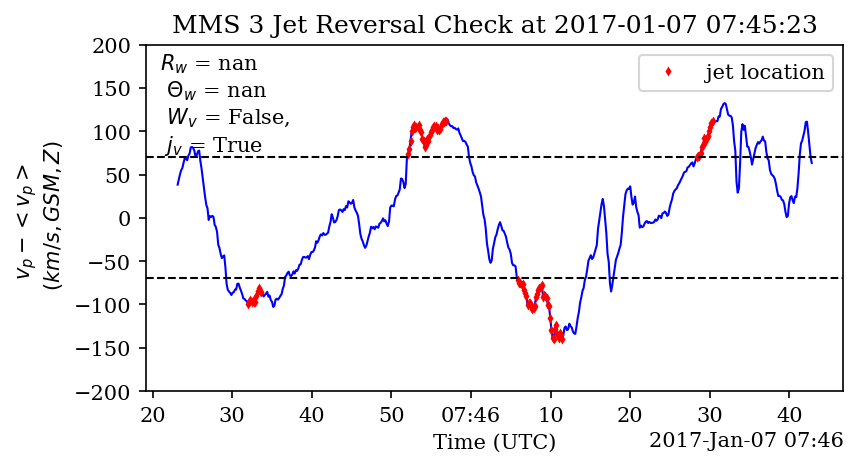 MMS 3 Jet Reversal Check at 2017-01-07 07:45:23
R_w = nan
Θ_w = nan
W_v = False,
j_v = True
jet location
200
150
100
50
0
−50
−100
−150
−200
v_p − < v_p >
(km/s, GSM, Z)
20 30 40 50 07:46 10 20 30 40
Time (UTC)
2017-Jan-07 07:46